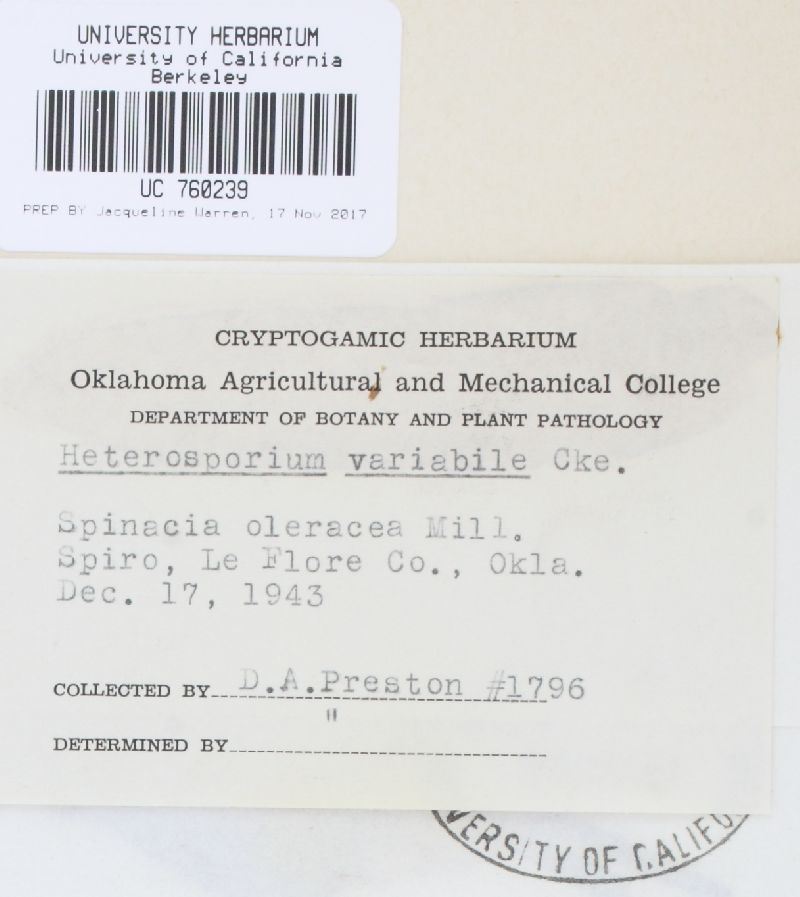 UNIVERSITY HERBARIUM
University of California
Berkeley
UC 760239
PREP BY Jacqueline Warren, 17 Nov 2017
CRYPTOGAMIC HERBARIUM
Oklahoma Agricultural and Mechanical College
DEPARTMENT OF BOTANY AND PLANT PATHOLOGY
Heterosporium variabile Cke.
Spinacia oleracea Mill.
Spiro, Le Flore Co., Okla.
Dec. 17, 1943
COLLECTED BY D.A.Preston #1796
"
DETERMINED BY
VERSITY OF CALIFO